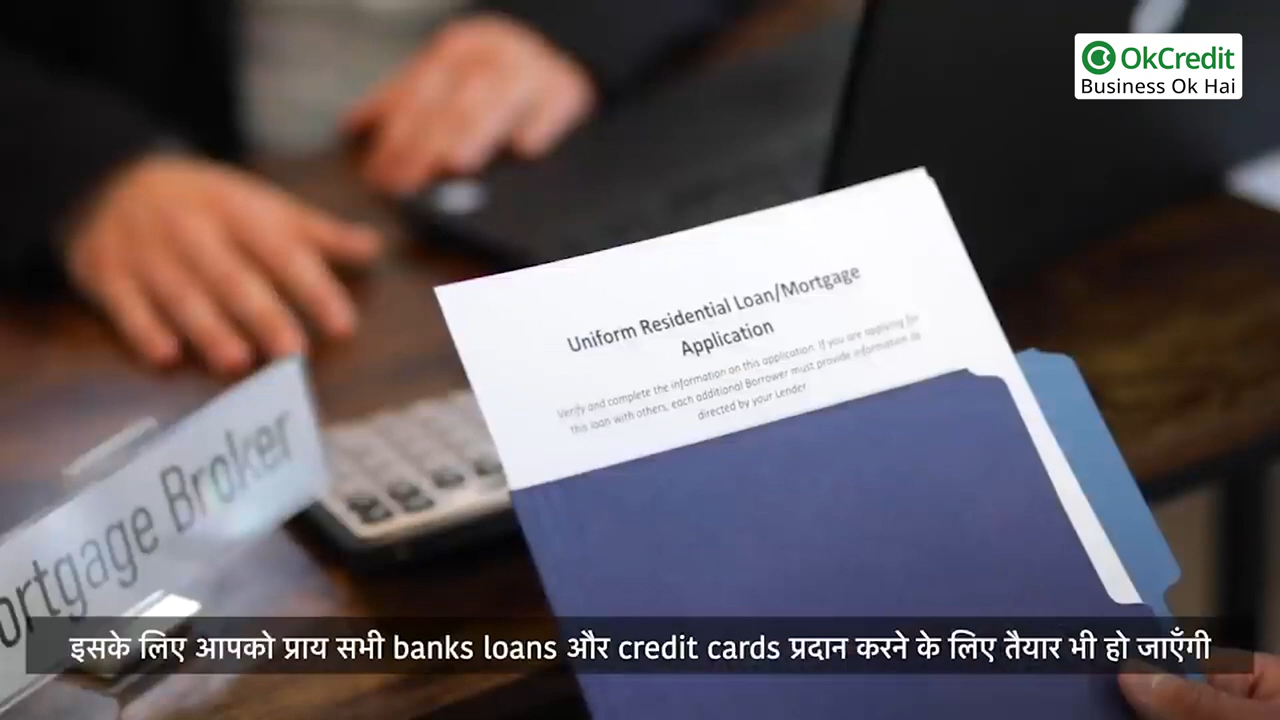 OkCredit
Business Ok Hai
Uniform Residential Loan/Mortgage
Application
Verify and complete the information on this application. If you are applying for
this loan with others, each additional Borrower must provide information as
directed by your Lender
ortgage Broker
इसके लिए आपको प्राय सभी banks loans और credit cards प्रदान करने के लिए तैयार भी हो जाएँगी